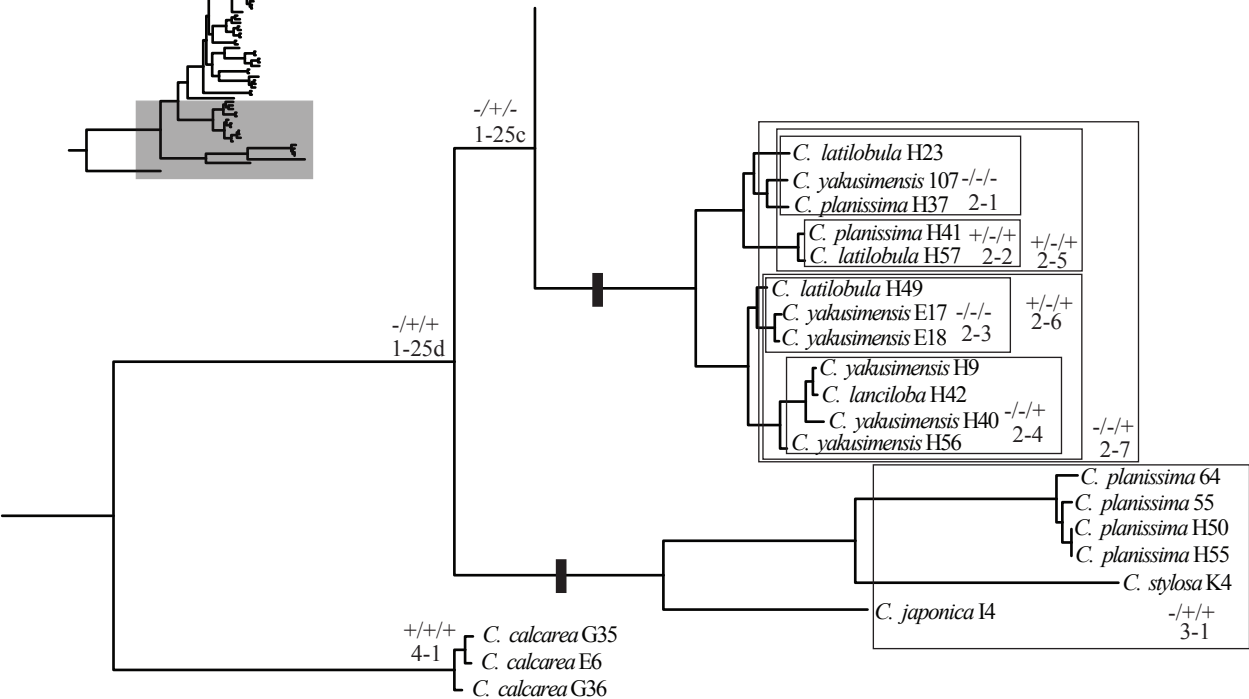 -/+/-
1-25c
C. latilobula H23
C. yakusimensis 107 -/-/-
C. planissima H37 2-1
C. planissima H41 +/-/+
C. latilobula H57 2-2
+/-/+
2-5
C. latilobula H49
C. yakusimensis E17 -/-/-
C. yakusimensis E18 2-3
+/-/+
2-6
-/+/+
1-25d
C. yakusimensis H9
C. lanciloba H42
C. yakusimensis H40 -/-/+
C. yakusimensis H56 2-4
-/-/+
2-7
C. planissima 64
C. planissima 55
C. planissima H50
C. planissima H55
C. stylosa K4
C. japonica I4
-/+/+
3-1
+/+/+
4-1
C. calcarea G35
C. calcarea E6
C. calcarea G36